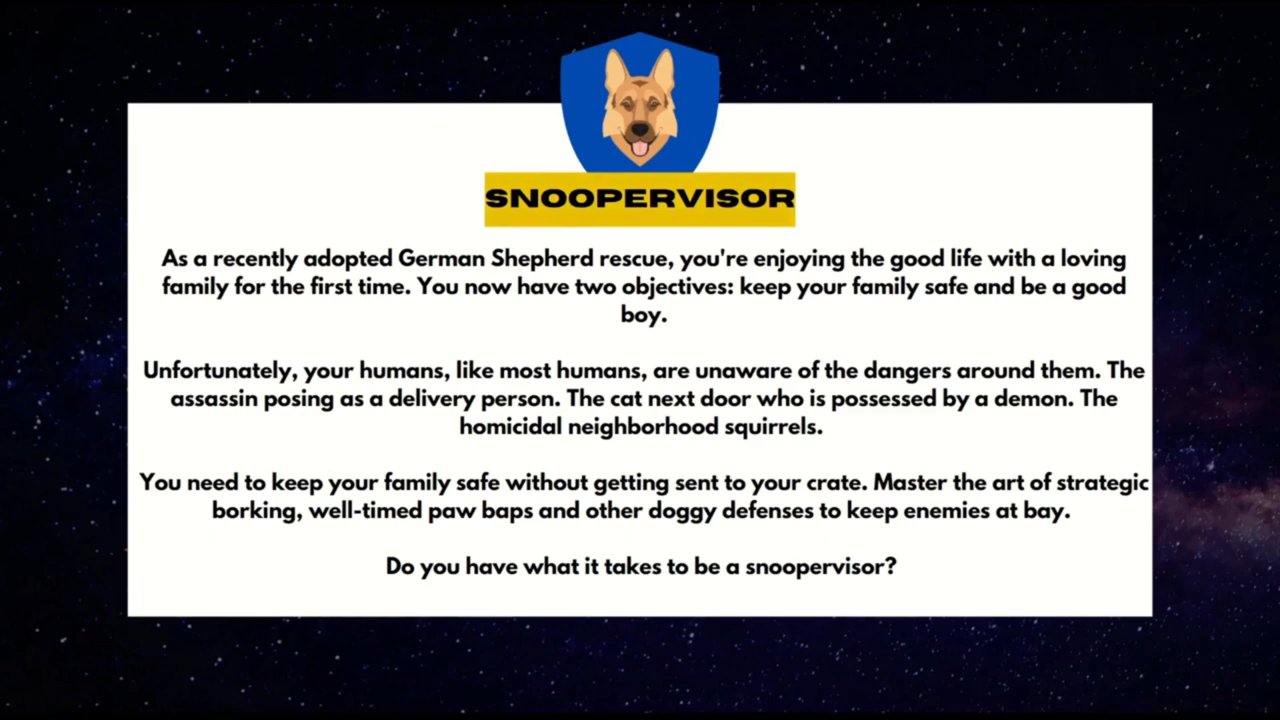 SNOOPERVISOR
As a recently adopted German Shepherd rescue, you're enjoying the good life with a loving
family for the first time. You now have two objectives: keep your family safe and be a good
boy.
Unfortunately, your humans, like most humans, are unaware of the dangers around them. The
assassin posing as a delivery person. The cat next door who is possessed by a demon. The
homicidal neighborhood squirrels.
You need to keep your family safe without getting sent to your crate. Master the art of strategic
borking, well-timed paw baps and other doggy defenses to keep enemies at bay.
Do you have what it takes to be a snoopervisor?